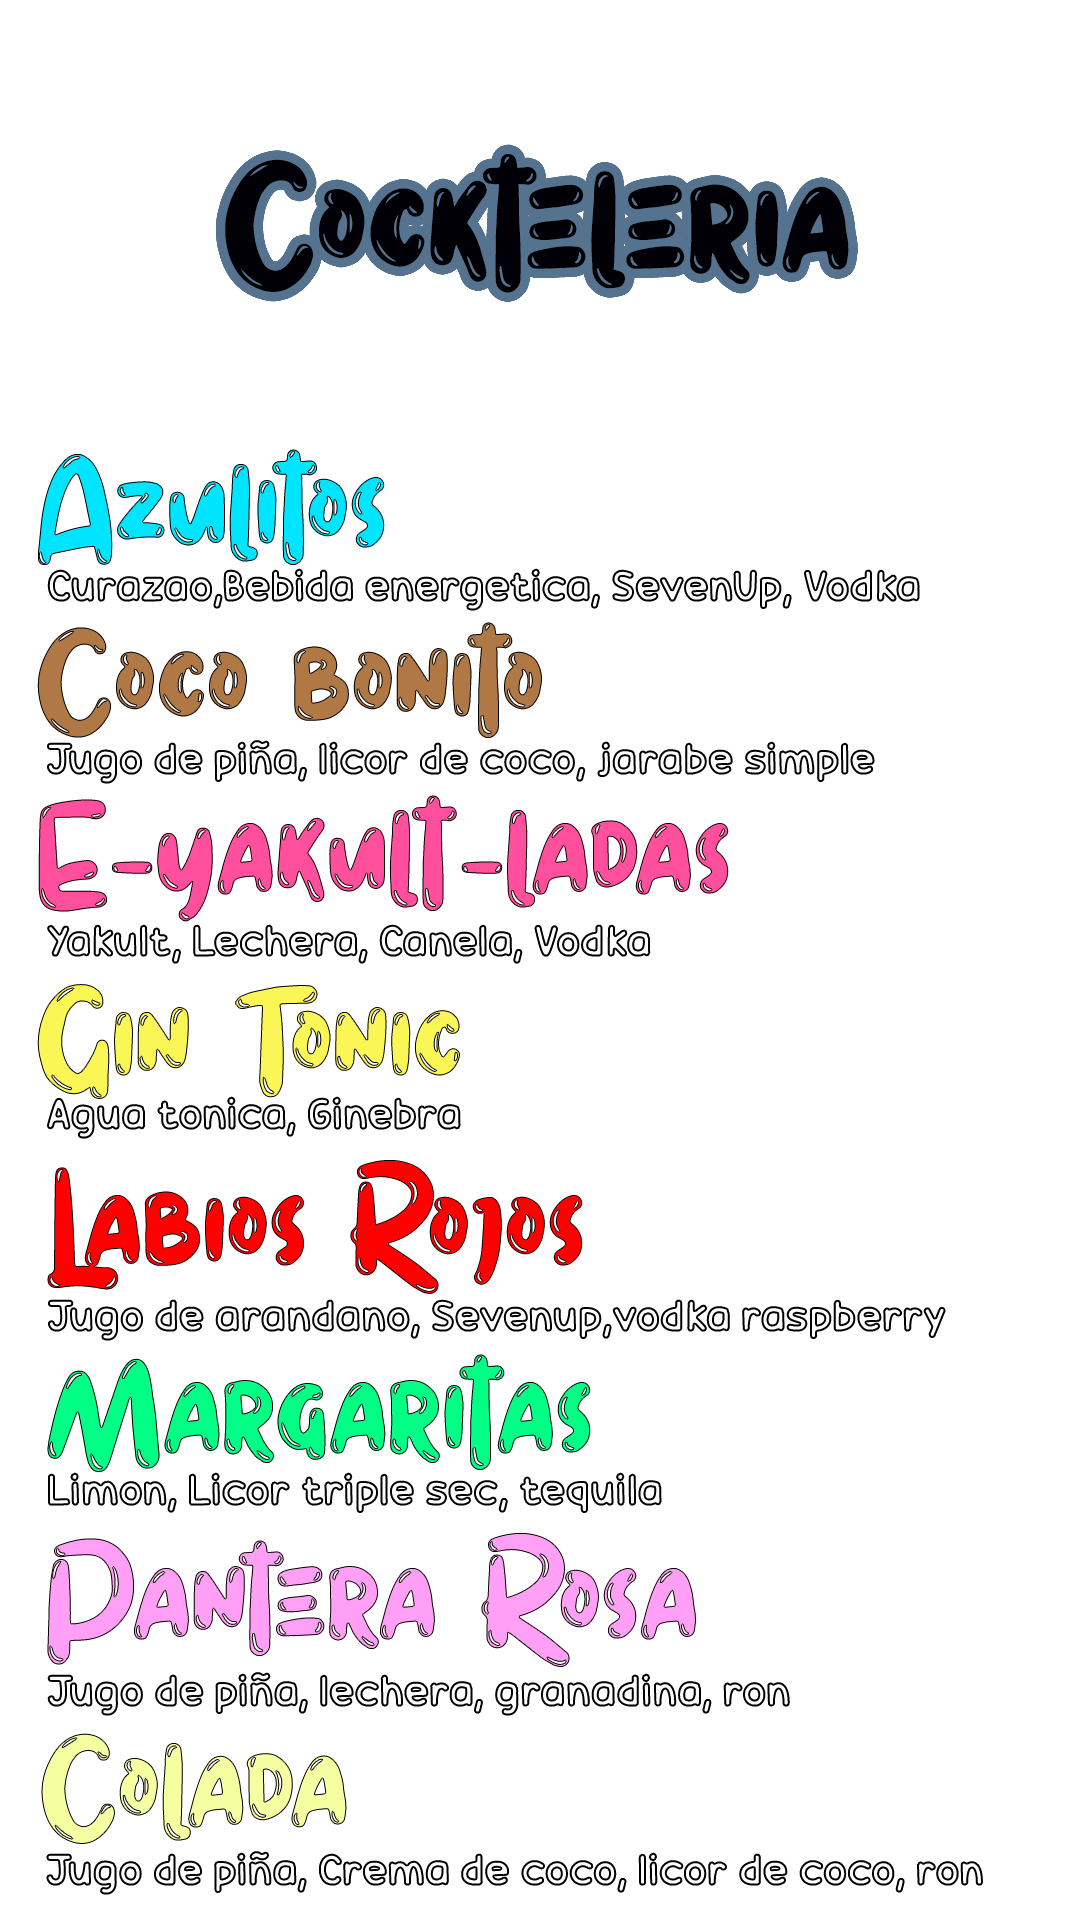 Cockteleria
Azulitos
Curazao,Bebida energetica, SevenUp, Vodka
Coco bonito
Jugo de piña, licor de coco, jarabe simple
E-yakult-ladas
Yakult, Lechera, Canela, Vodka
Gin Tonic
Agua tonica, Ginebra
Labios Rojos
Jugo de arandano, Sevenup,vodka raspberry
Margaritas
Limon, Licor triple sec, tequila
Pantera Rosa
Jugo de piña, lechera, granadina, ron
Colada
Jugo de piña, Crema de coco, licor de coco, ron